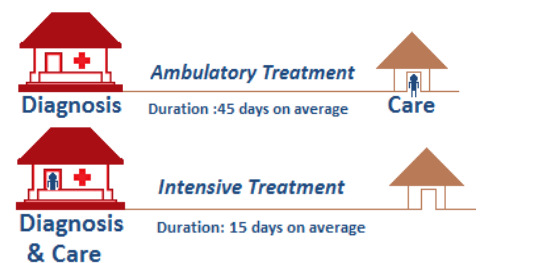 Ambulatory Treatment
Diagnosis
Duration :45 days on average
Care
Intensive Treatment
Diagnosis
& Care
Duration: 15 days on average